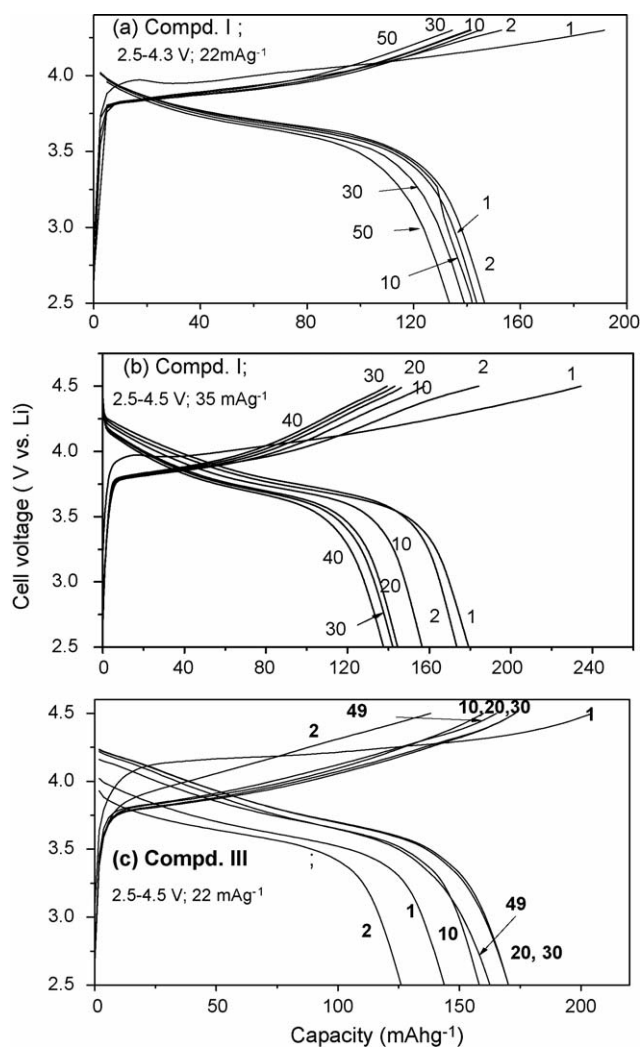 (a) Compd. I ;
2.5-4.3 V; 22mAg⁻¹
50 30 10 2 1
4.0
3.5
3.0
2.5
30
50
10
1
2
0 40 80 120 160 200
(b) Compd. I;
2.5-4.5 V; 35 mAg⁻¹
40 30 20 10 2 1
4.5
4.0
3.5
3.0
2.5
40
30
20
10
2
1
0 40 80 120 160 200 240
Cell voltage ( V vs. Li)
2 49 10,20,30 1
4.5
4.0
3.5
3.0
2.5
(c) Compd. III ;
2.5-4.5 V; 22 mAg⁻¹
2
1
10
49
20, 30
0 50 100 150 200
Capacity (mAhg⁻¹)